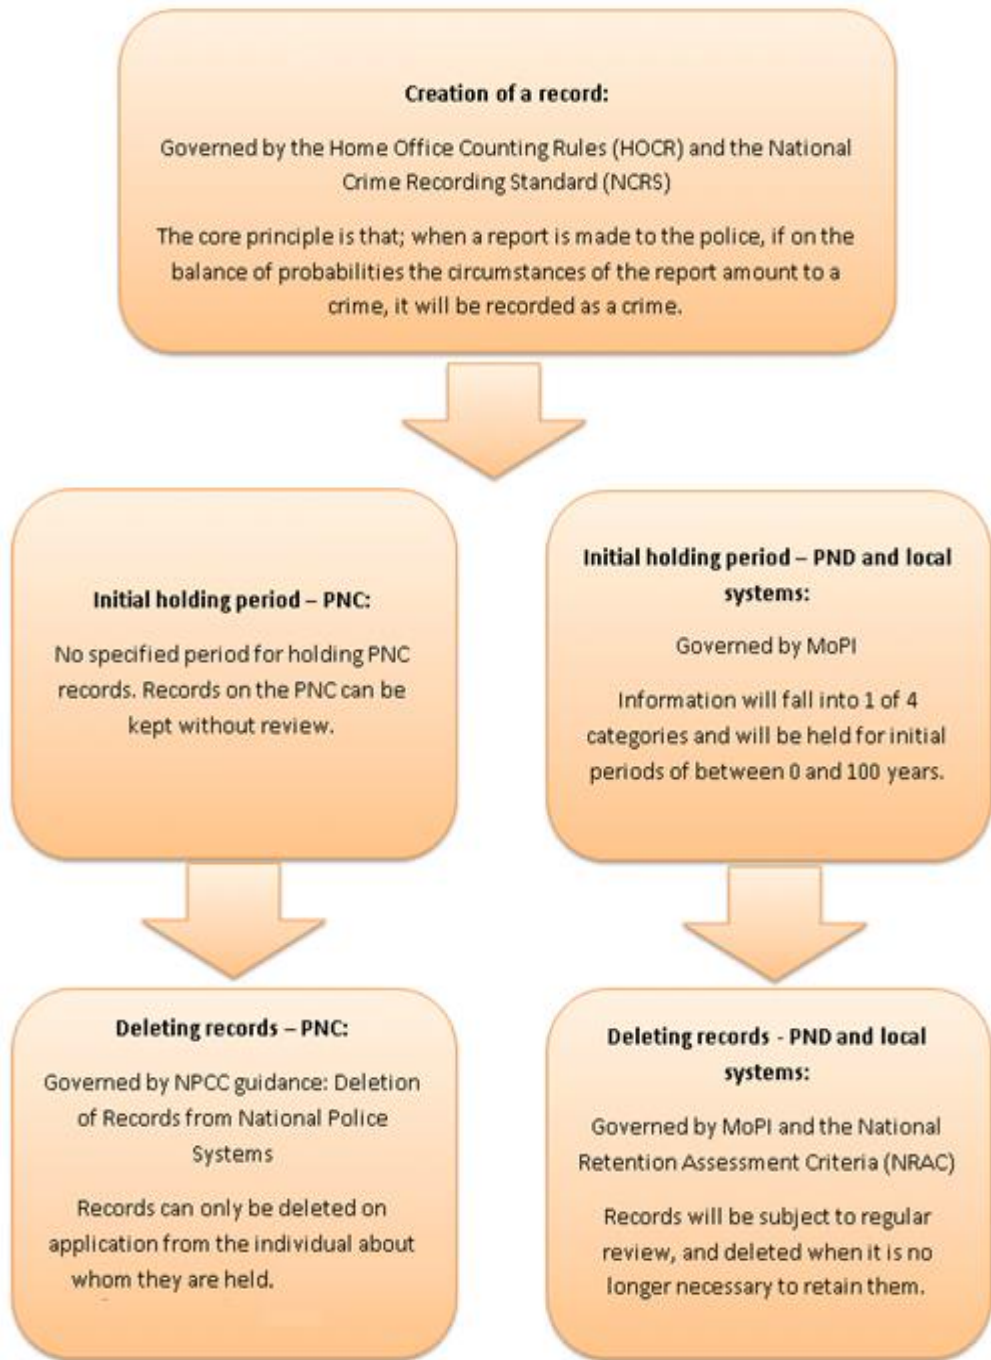 Creation of a record:
Governed by the Home Office Counting Rules (HOCR) and the National
Crime Recording Standard (NCRS)
The core principle is that; when a report is made to the police, if on the
balance of probabilities the circumstances of the report amount to a
crime, it will be recorded as a crime.
Initial holding period – PNC:
No specified period for holding PNC
records. Records on the PNC can be
kept without review.
Initial holding period – PND and local
systems:
Governed by MoPI
Information will fall into 1 of 4
categories and will be held for initial
periods of between 0 and 100 years.
Deleting records – PNC:
Governed by NPCC guidance: Deletion
of Records from National Police
Systems
Records can only be deleted on
application from the individual about
whom they are held.
Deleting records - PND and local
systems:
Governed by MoPI and the National
Retention Assessment Criteria (NRAC)
Records will be subject to regular
review, and deleted when it is no
longer necessary to retain them.